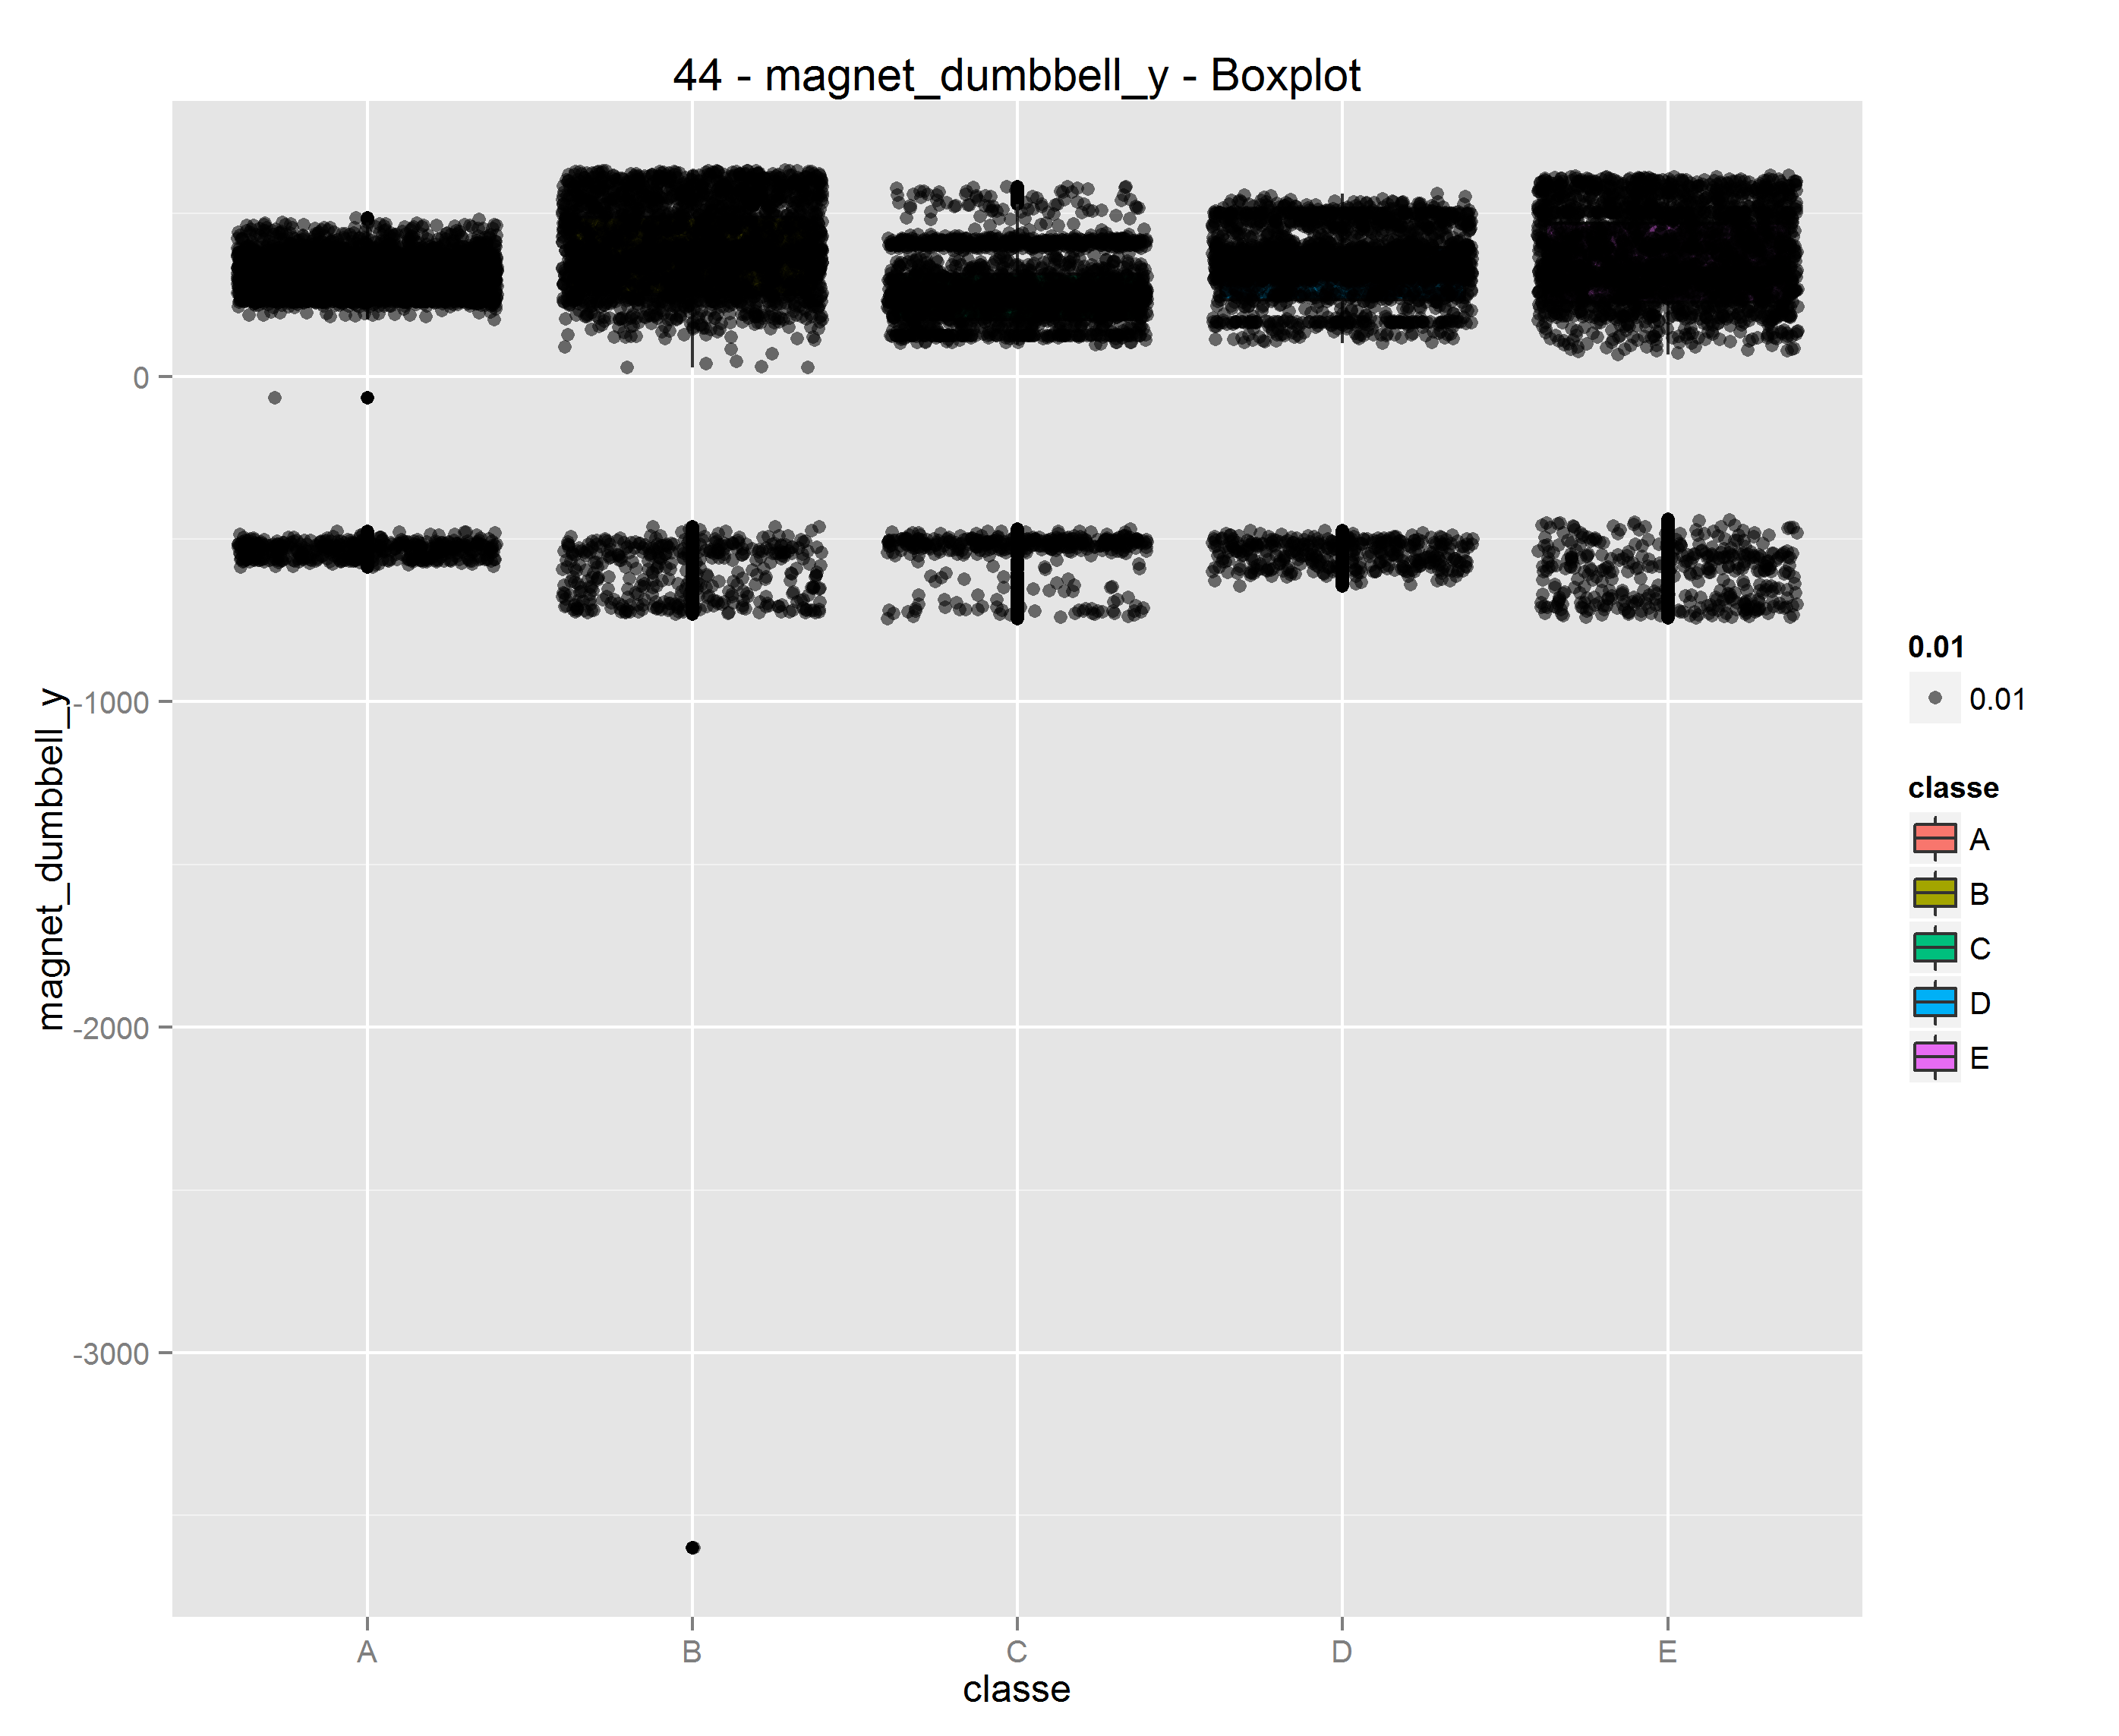 44 - magnet_dumbbell_y - Boxplot
magnet_dumbbell_y
0
-1000
-2000
-3000
A
B
C
D
E
classe
0.01
0.01
classe
A
B
C
D
E